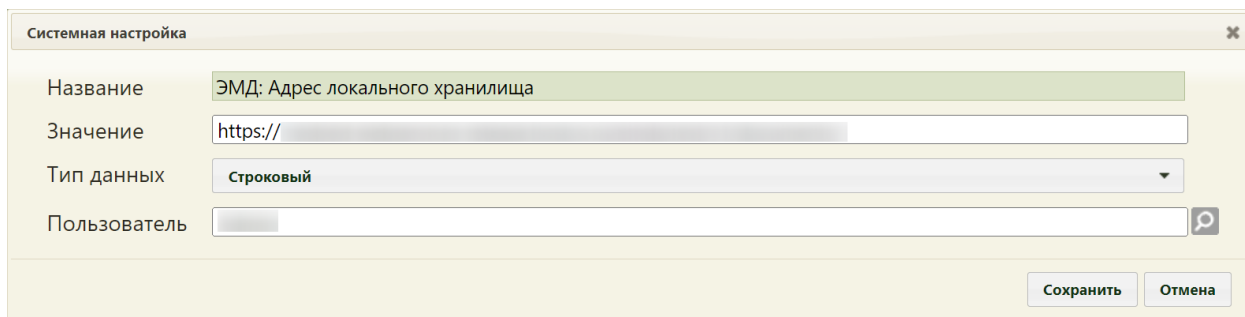 Системная настройка
Название ЭМД: Адрес локального хранилища
Значение https://
Тип данных Строковый
Пользователь
Сохранить Отмена